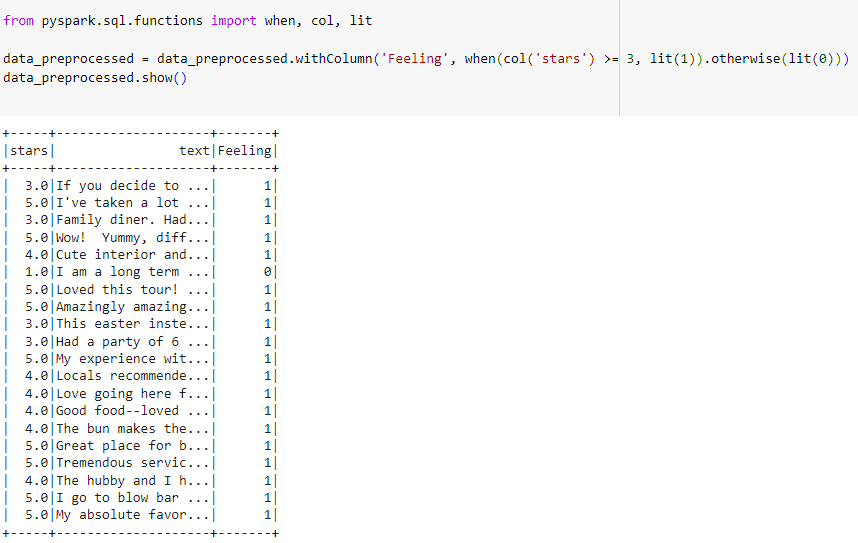 from pyspark.sql.functions import when, col, lit
data_preprocessed = data_preprocessed.withColumn('Feeling', when(col('stars') >= 3, lit(1)).otherwise(lit(0)))
data_preprocessed.show()
+-----+--------------------+-------+
|stars|                text|Feeling|
+-----+--------------------+-------+
|  3.0|If you decide to ...|      1|
|  5.0|I've taken a lot ...|      1|
|  3.0|Family diner. Had...|      1|
|  5.0|Wow!  Yummy, diff...|      1|
|  4.0|Cute interior and...|      1|
|  1.0|I am a long term ...|      0|
|  5.0|Loved this tour! ...|      1|
|  5.0|Amazingly amazing...|      1|
|  3.0|This easter inste...|      1|
|  3.0|Had a party of 6 ...|      1|
|  5.0|My experience wit...|      1|
|  4.0|Locals recommende...|      1|
|  4.0|Love going here f...|      1|
|  4.0|Good food--loved ...|      1|
|  4.0|The bun makes the...|      1|
|  5.0|Great place for b...|      1|
|  5.0|Tremendous servic...|      1|
|  4.0|The hubby and I h...|      1|
|  5.0|I go to blow bar ...|      1|
|  5.0|My absolute favor...|      1|
+-----+--------------------+-------+